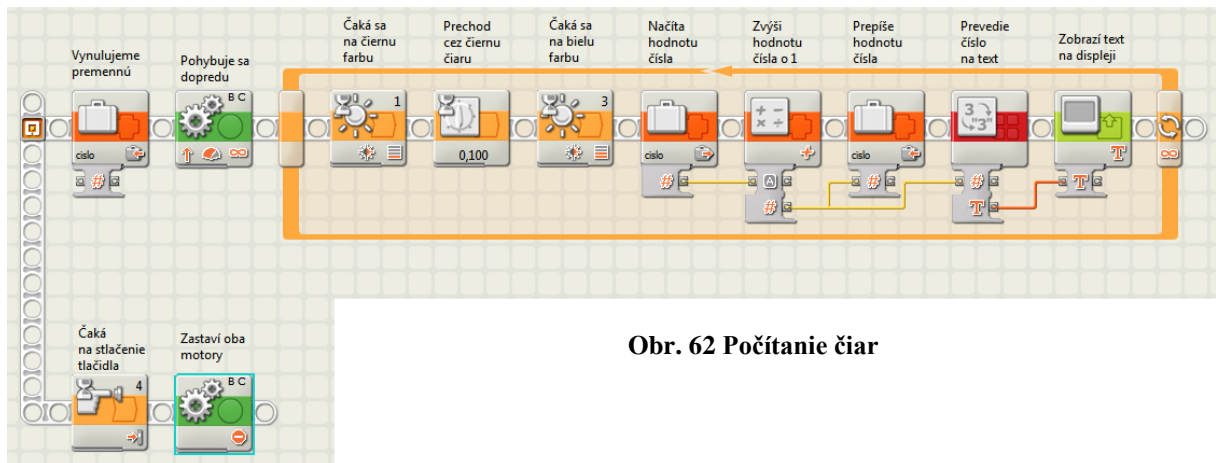 Vynulujeme
premennú
Pohybuje sa
dopredu
Čaká sa
na čiernu
farbu
Prechod
cez čiernu
čiaru
Čaká sa
na bielu
farbu
Načíta
hodnotu
čísla
Zvýši
hodnotu
čísla o 1
Prepíše
hodnotu
čísla
Prevedie
číslo
na text
Zobrazí text
na displeji
cislo
#
B C
1
0,100
3
cislo
#
A
#
cislo
#
3
"3"
#
T
T
T
Čaká
na stlačenie
tlačidla
4
Zastaví oba
motory
B C
Obr. 62 Počítanie čiar